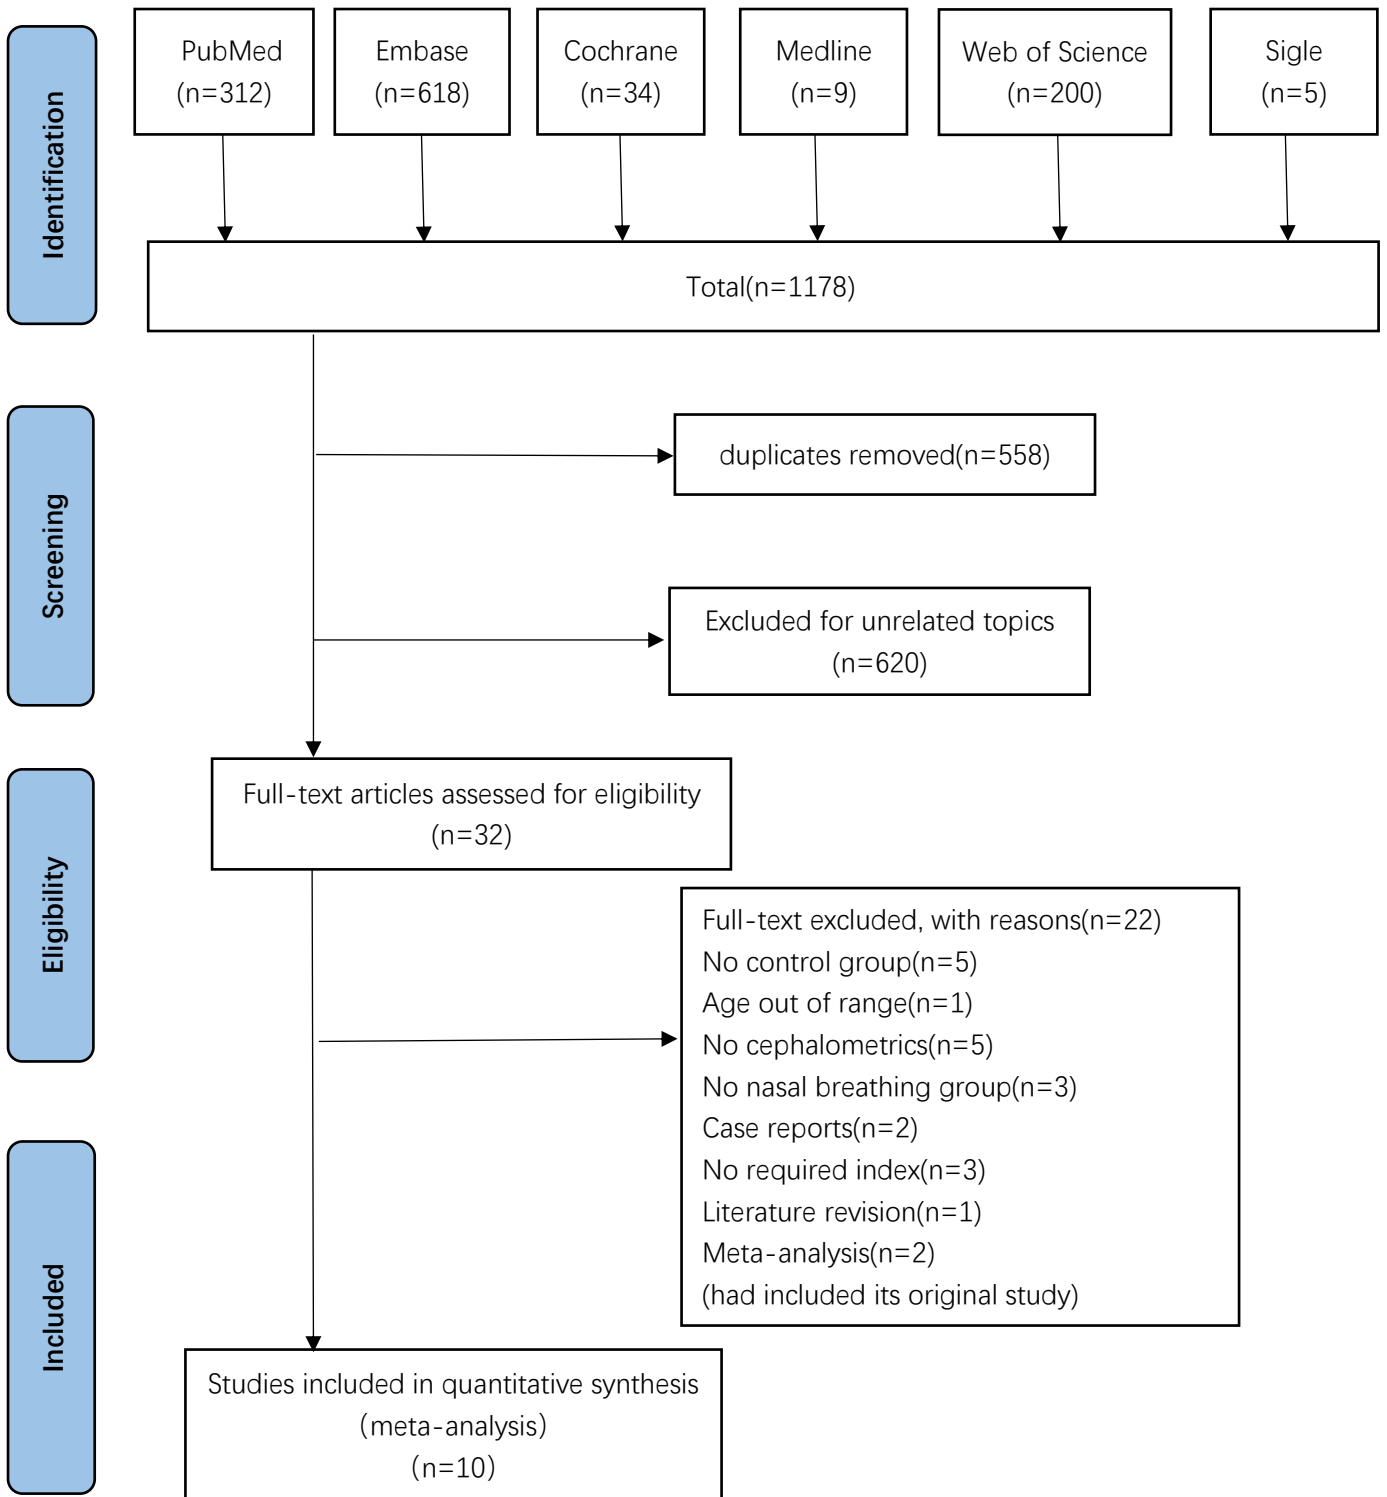 Identification
PubMed
(n=312)
Embase
(n=618)
Cochrane
(n=34)
Medline
(n=9)
Web of Science
(n=200)
Sigle
(n=5)
Total(n=1178)
Screening
duplicates removed(n=558)
Excluded for unrelated topics
(n=620)
Eligibility
Full-text articles assessed for eligibility
(n=32)
Full-text excluded, with reasons(n=22)
No control group(n=5)
Age out of range(n=1)
No cephalometrics(n=5)
No nasal breathing group(n=3)
Case reports(n=2)
No required index(n=3)
Literature revision(n=1)
Meta-analysis(n=2)
(had included its original study)
Included
Studies included in quantitative synthesis
(meta-analysis)
(n=10)